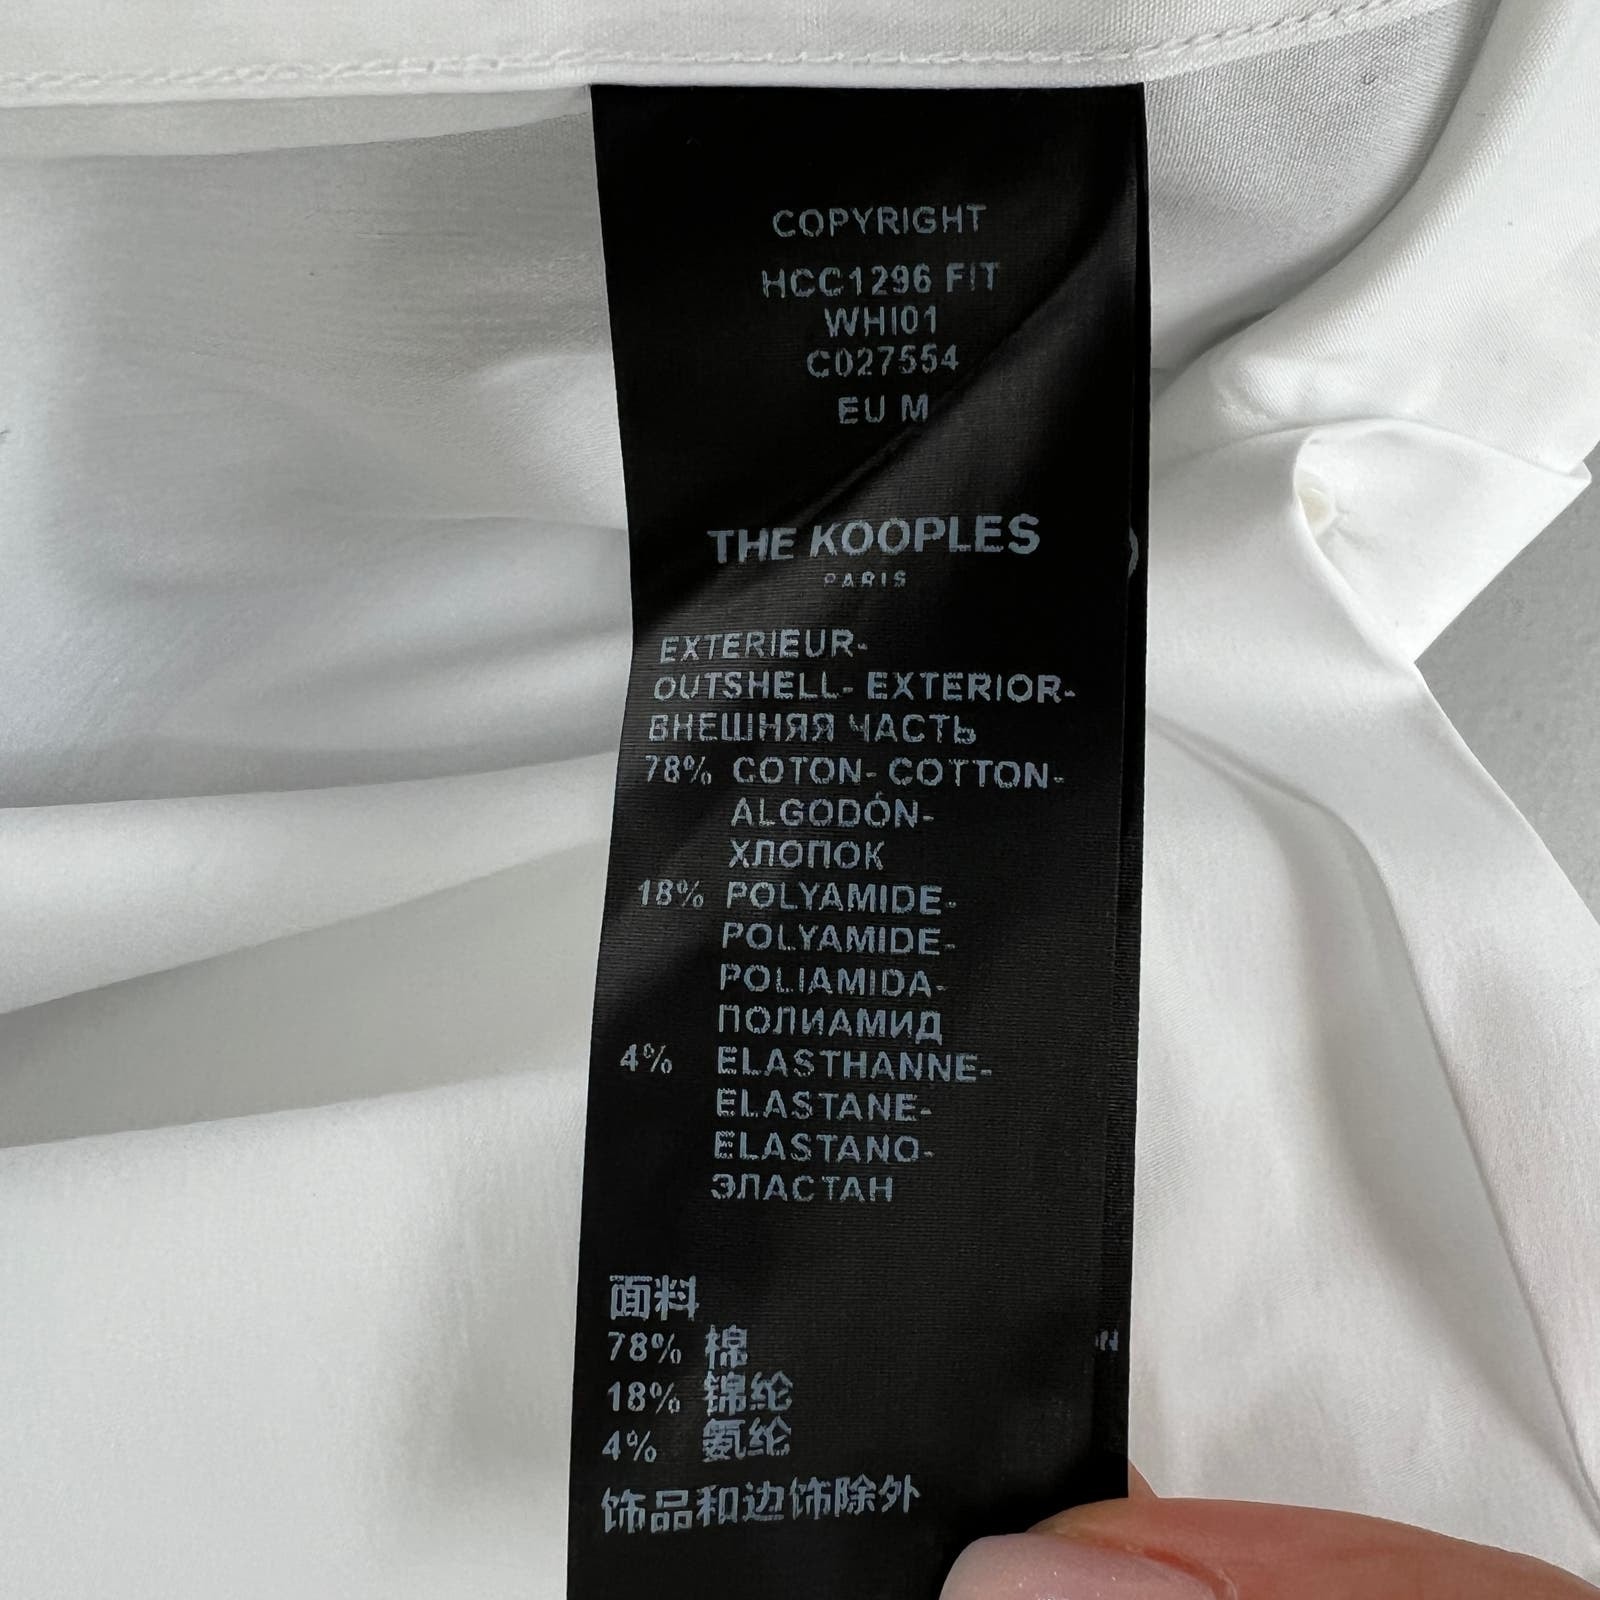 COPYRIGHT
HCC1296 FIT
WHI01
C027554
EU M
THE KOOPLES
PARIS
EXTERIEUR-
OUTSHELL- EXTERIOR-
ВНЕШНЯЯ ЧАСТЬ
78% COTON- COTTON-
ALGODÓN-
ХЛОПОК
18% POLYAMIDE-
POLYAMIDE-
POLIAMIDA-
ПОЛИАМИД
4% ELASTHANNE-
ELASTANE-
ELASTANO-
ЭЛАСТАН
面料
78% 棉
18% 锦纶
4% 氨纶
饰品和边饰除外